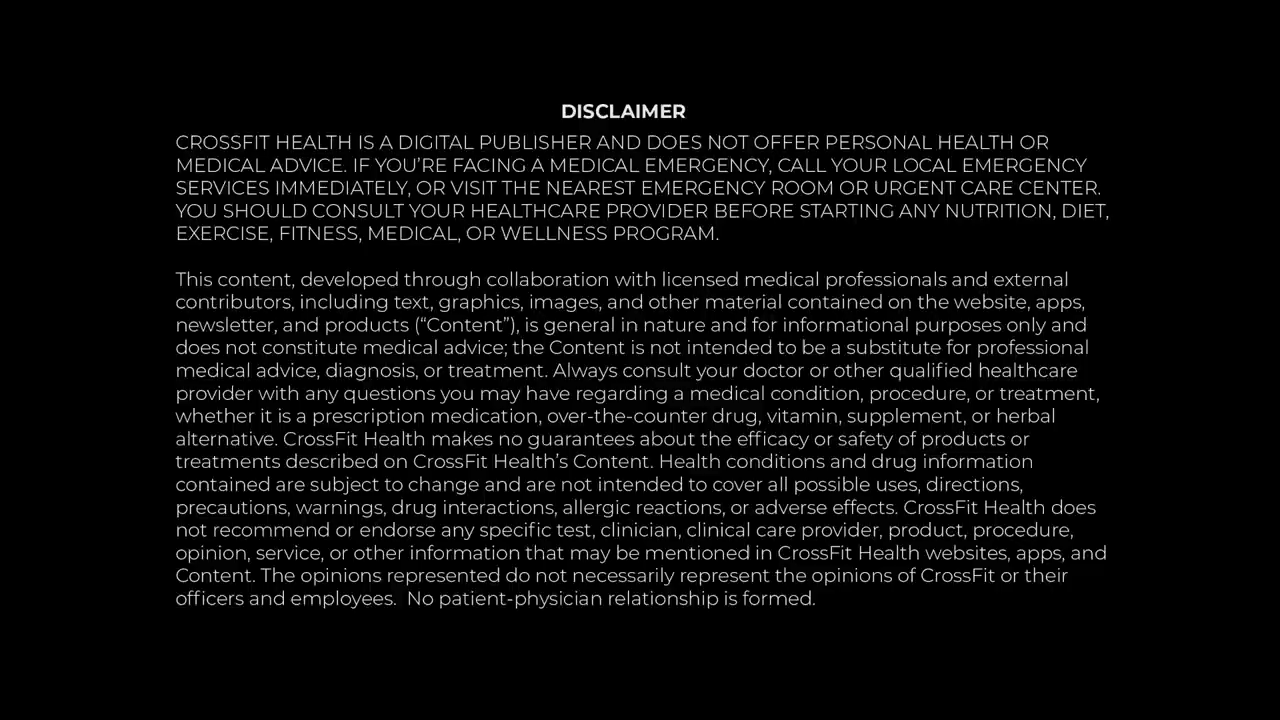 DISCLAIMER
CROSSFIT HEALTH IS A DIGITAL PUBLISHER AND DOES NOT OFFER PERSONAL HEALTH OR
MEDICAL ADVICE. IF YOU’RE FACING A MEDICAL EMERGENCY, CALL YOUR LOCAL EMERGENCY
SERVICES IMMEDIATELY, OR VISIT THE NEAREST EMERGENCY ROOM OR URGENT CARE CENTER.
YOU SHOULD CONSULT YOUR HEALTHCARE PROVIDER BEFORE STARTING ANY NUTRITION, DIET,
EXERCISE, FITNESS, MEDICAL, OR WELLNESS PROGRAM.
This content, developed through collaboration with licensed medical professionals and external
contributors, including text, graphics, images, and other material contained on the website, apps,
newsletter, and products (“Content”), is general in nature and for informational purposes only and
does not constitute medical advice; the Content is not intended to be a substitute for professional
medical advice, diagnosis, or treatment. Always consult your doctor or other qualified healthcare
provider with any questions you may have regarding a medical condition, procedure, or treatment,
whether it is a prescription medication, over-the-counter drug, vitamin, supplement, or herbal
alternative. CrossFit Health makes no guarantees about the efficacy or safety of products or
treatments described on CrossFit Health’s Content. Health conditions and drug information
contained are subject to change and are not intended to cover all possible uses, directions,
precautions, warnings, drug interactions, allergic reactions, or adverse effects. CrossFit Health does
not recommend or endorse any specific test, clinician, clinical care provider, product, procedure,
opinion, service, or other information that may be mentioned in CrossFit Health websites, apps, and
Content. The opinions represented do not necessarily represent the opinions of CrossFit or their
officers and employees.  No patient-physician relationship is formed.